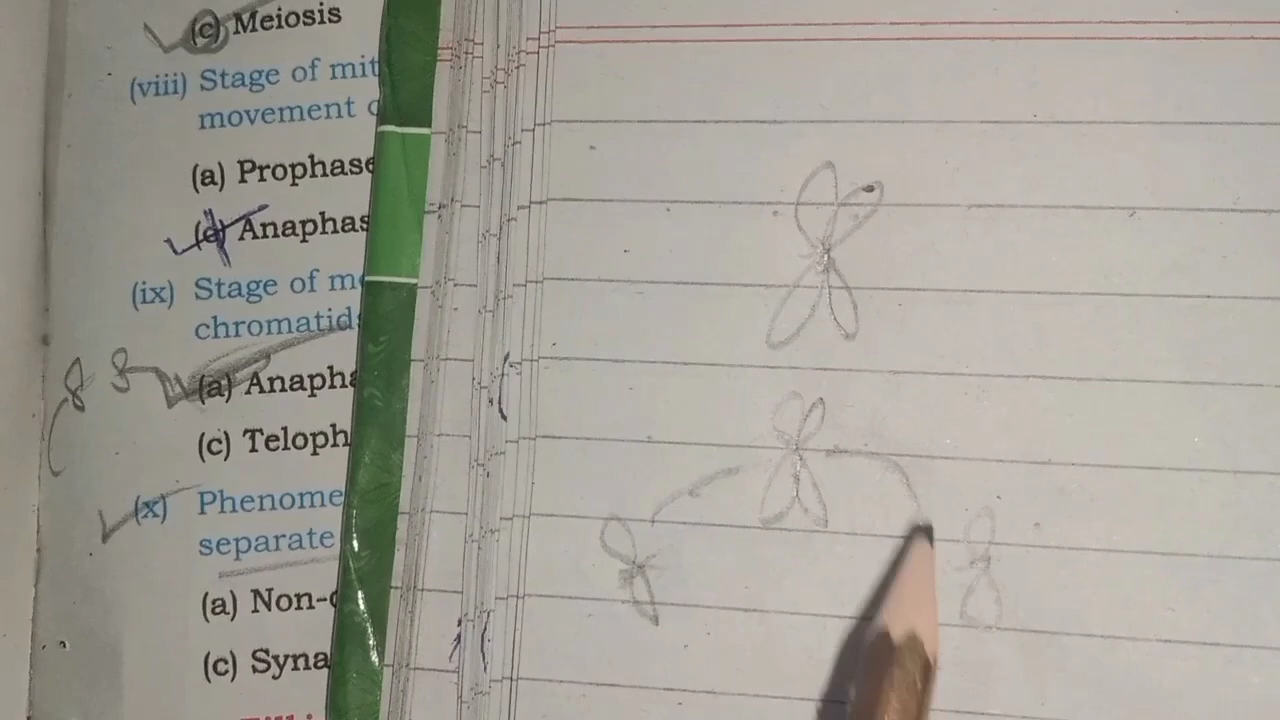 (c) Meiosis
(viii) Stage of mit
movement
(a) Prophase
(c) Anaphas
(ix) Stage of m
chromatid
(a) Anapha
(c) Teloph
(x) Phenome
separate
(a) Non-
(c) Syna